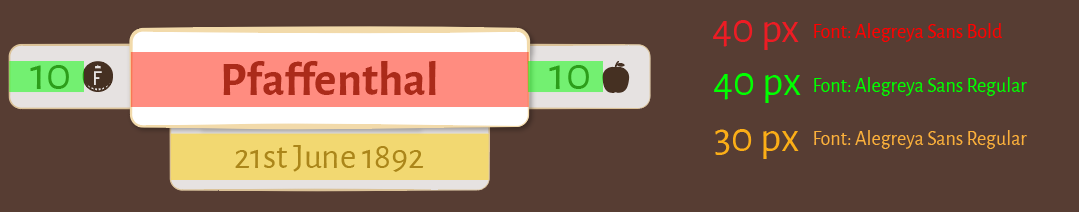 10 F Pfaffenthal 10
21st June 1892
40 px Font: Alegreya Sans Bold
40 px Font: Alegreya Sans Regular
30 px Font: Alegreya Sans Regular